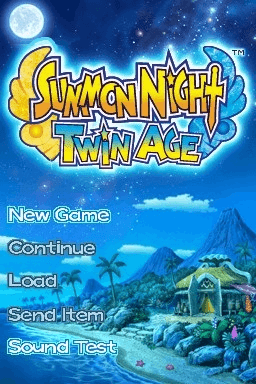 SUMMON NIGHT
TM
TWIN AGE
New Game
Continue
Load
Send Item
Sound Test